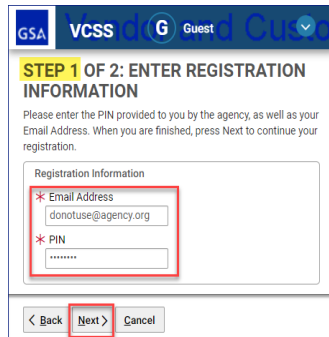 GSA VCSS Vendor and Custo G Guest
STEP 1 OF 2: ENTER REGISTRATION
INFORMATION
Please enter the PIN provided to you by the agency, as well as your
Email Address. When you are finished, press Next to continue your
registration.
Registration Information
* Email Address
donotuse@agency.org
* PIN
••••••••
< Back Next > Cancel